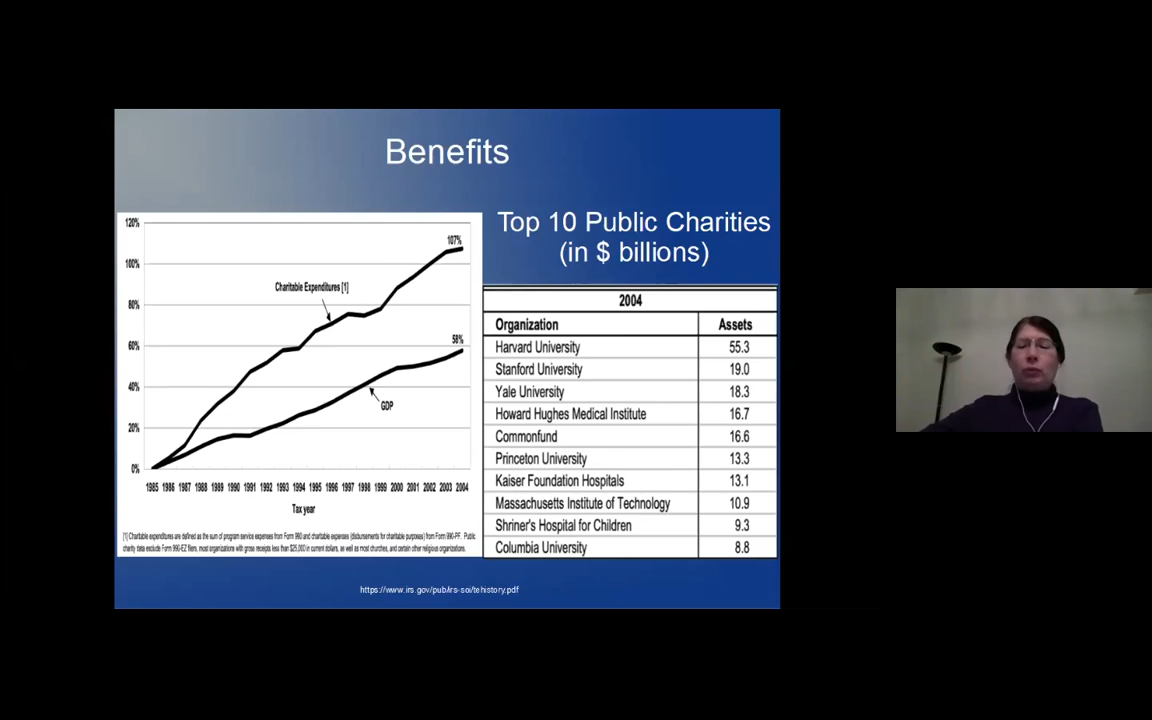 Benefits
120%
100%
80%
60%
40%
20%
0%
107%
Charitable Expenditures [1]
58%
GDP
1985 1986 1987 1988 1989 1990 1991 1992 1993 1994 1995 1996 1997 1998 1999 2000 2001 2002 2003 2004
Tax year
[1] Charitable expenditures are defined as the sum of program service expenses from Form 990 and charitable expenses (disbursements for charitable purposes) from Form 990-PF. Public
charity data exclude Form 990-EZ filers, most organizations with gross receipts less than $25,000 in current dollars, as well as most churches, and certain other religious organizations.
Top 10 Public Charities
(in $ billions)
2004
Organization Assets
Harvard University 55.3
Stanford University 19.0
Yale University 18.3
Howard Hughes Medical Institute 16.7
Commonfund 16.6
Princeton University 13.3
Kaiser Foundation Hospitals 13.1
Massachusetts Institute of Technology 10.9
Shriner's Hospital for Children 9.3
Columbia University 8.8
https://www.irs.gov/pub/irs-soi/tehistory.pdf